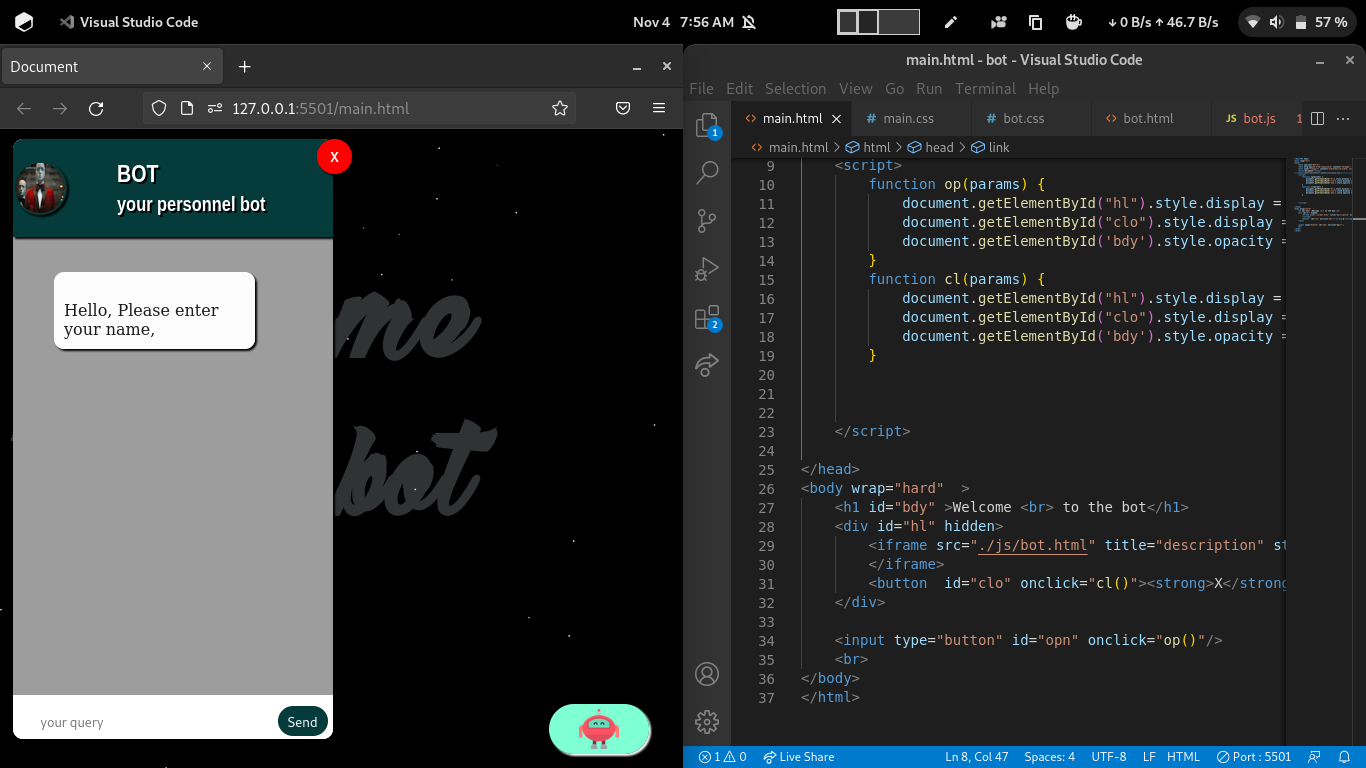 Visual Studio Code
Nov 4 7:56 AM
↓ 0 B/s ↑ 46.7 B/s
57 %
Document
127.0.0.1:5501/main.html
BOT
your personnel bot
X
Hello, Please enter
your name,
me
bot
your query
Send
main.html - bot - Visual Studio Code
File Edit Selection View Go Run Terminal Help
main.html
# main.css
# bot.css
bot.html
JS bot.js 1
main.html > html > head > link
1
2
9 <script>
10 function op(params) {
11 document.getElementById("hl").style.display =
12 document.getElementById("clo").style.display =
13 document.getElementById('bdy').style.opacity =
14 }
15 function cl(params) {
16 document.getElementById("hl").style.display =
17 document.getElementById("clo").style.display =
18 document.getElementById('bdy').style.opacity =
19 }
20
21
22
23 </script>
24
25 </head>
26 <body wrap="hard"  >
27 <h1 id="bdy" >Welcome <br> to the bot</h1>
28 <div id="hl" hidden>
29 <iframe src="./js/bot.html" title="description" st
30 </iframe>
31 <button  id="clo" onclick="cl()"><strong>X</strong
32 </div>
33
34 <input type="button" id="opn" onclick="op()"/>
35 <br>
36 </body>
37 </html>
1 0 Live Share Ln 8, Col 47 Spaces: 4 UTF-8 LF HTML Port : 5501